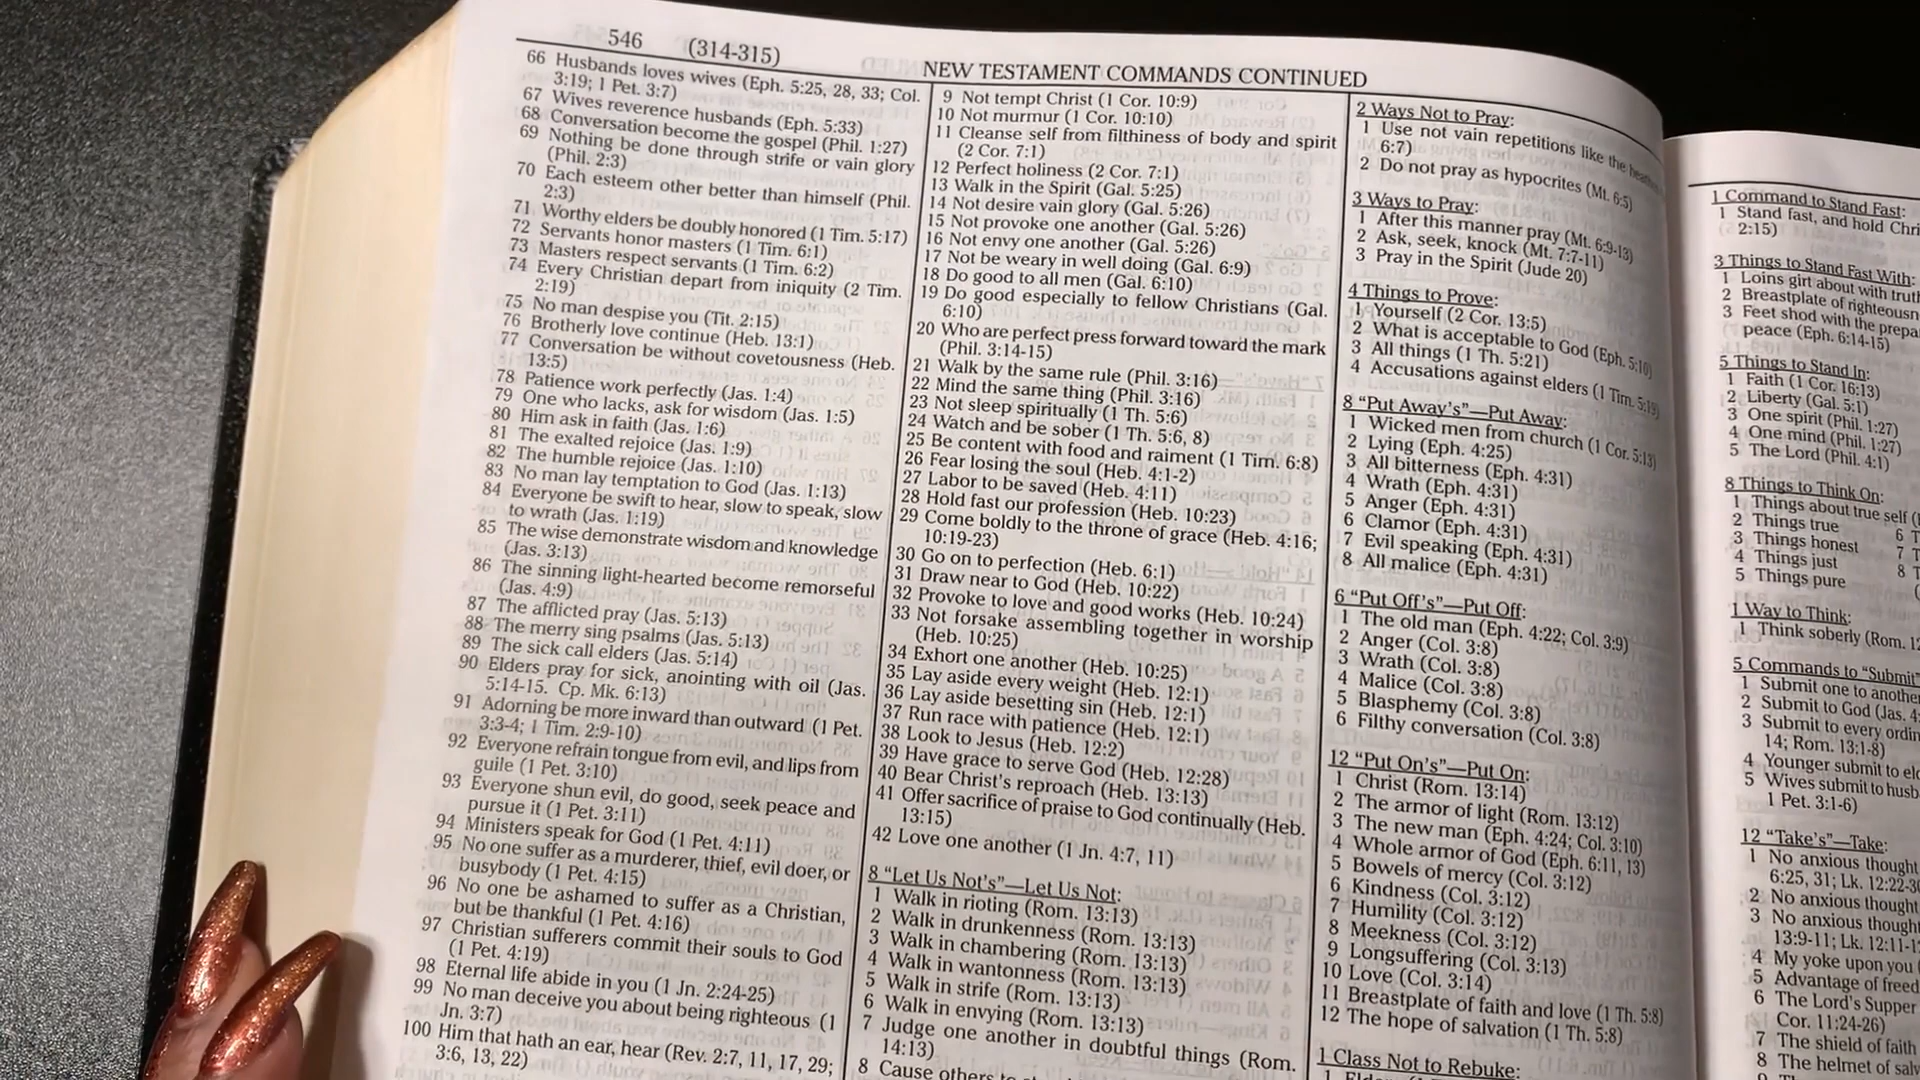 546 (314-315)
NEW TESTAMENT COMMANDS CONTINUED
66 Husbands loves wives (Eph. 5:25, 28, 33; Col.
3:19; 1 Pet. 3:7)
67 Wives reverence husbands (Eph. 5:33)
68 Conversation become the gospel (Phil. 1:27)
69 Nothing be done through strife or vain glory
(Phil. 2:3)
70 Each esteem other better than himself (Phil.
2:3)
71 Worthy elders be doubly honored (1 Tim. 5:17)
72 Servants honor masters (1 Tim. 6:1)
73 Masters respect servants (1 Tim. 6:2)
74 Every Christian depart from iniquity (2 Tim.
2:19)
75 No man despise you (Tit. 2:15)
76 Brotherly love continue (Heb. 13:1)
77 Conversation be without covetousness (Heb.
13:5)
78 Patience work perfectly (Jas. 1:4)
79 One who lacks, ask for wisdom (Jas. 1:5)
80 Him ask in faith (Jas. 1:6)
81 The exalted rejoice (Jas. 1:9)
82 The humble rejoice (Jas. 1:10)
83 No man lay temptation to God (Jas. 1:13)
84 Everyone be swift to hear, slow to speak, slow
to wrath (Jas. 1:19)
85 The wise demonstrate wisdom and knowledge
(Jas. 3:13)
86 The sinning light-hearted become remorseful
(Jas. 4:9)
87 The afflicted pray (Jas. 5:13)
88 The merry sing psalms (Jas. 5:13)
89 The sick call elders (Jas. 5:14)
90 Elders pray for sick, anointing with oil (Jas.
5:14-15. Cp. Mk. 6:13)
91 Adorning be more inward than outward (1 Pet.
3:3-4; 1 Tim. 2:9-10)
92 Everyone refrain tongue from evil, and lips from
guile (1 Pet. 3:10)
93 Everyone shun evil, do good, seek peace and
pursue it (1 Pet. 3:11)
94 Ministers speak for God (1 Pet. 4:11)
95 No one suffer as a murderer, thief, evil doer, or
busybody (1 Pet. 4:15)
96 No one be ashamed to suffer as a Christian,
but be thankful (1 Pet. 4:16)
97 Christian sufferers commit their souls to God
(1 Pet. 4:19)
98 Eternal life abide in you (1 Jn. 2:24-25)
99 No man deceive you about being righteous (1
Jn. 3:7)
100 Him that hath an ear, hear (Rev. 2:7, 11, 17, 29;
3:6, 13, 22)
9 Not tempt Christ (1 Cor. 10:9)
10 Not murmur (1 Cor. 10:10)
11 Cleanse self from filthiness of body and spirit
(2 Cor. 7:1)
12 Perfect holiness (2 Cor. 7:1)
13 Walk in the Spirit (Gal. 5:25)
14 Not desire vain glory (Gal. 5:26)
15 Not provoke one another (Gal. 5:26)
16 Not envy one another (Gal. 5:26)
17 Not be weary in well doing (Gal. 6:9)
18 Do good to all men (Gal. 6:10)
19 Do good especially to fellow Christians (Gal.
6:10)
20 Who are perfect press forward toward the mark
(Phil. 3:14-15)
21 Walk by the same rule (Phil. 3:16)
22 Mind the same thing (Phil. 3:16)
23 Not sleep spiritually (1 Th. 5:6)
24 Watch and be sober (1 Th. 5:6, 8)
25 Be content with food and raiment (1 Tim. 6:8)
26 Fear losing the soul (Heb. 4:1-2)
27 Labor to be saved (Heb. 4:11)
28 Hold fast our profession (Heb. 10:23)
29 Come boldly to the throne of grace (Heb. 4:16;
10:19-23)
30 Go on to perfection (Heb. 6:1)
31 Draw near to God (Heb. 10:22)
32 Provoke to love and good works (Heb. 10:24)
33 Not forsake assembling together in worship
(Heb. 10:25)
34 Exhort one another (Heb. 10:25)
35 Lay aside every weight (Heb. 12:1)
36 Lay aside besetting sin (Heb. 12:1)
37 Run race with patience (Heb. 12:1)
38 Look to Jesus (Heb. 12:2)
39 Have grace to serve God (Heb. 12:28)
40 Bear Christ's reproach (Heb. 13:13)
41 Offer sacrifice of praise to God continually (Heb.
13:15)
42 Love one another (1 Jn. 4:7, 11)
8 "Let Us Not's"—Let Us Not:
1 Walk in rioting (Rom. 13:13)
2 Walk in drunkenness (Rom. 13:13)
3 Walk in chambering (Rom. 13:13)
4 Walk in wantonness (Rom. 13:13)
5 Walk in strife (Rom. 13:13)
6 Walk in envying (Rom. 13:13)
7 Judge one another in doubtful things (Rom.
14:13)
8 Cause others to
2 Ways Not to Pray:
1 Use not vain repetitions like the
6:7)
2 Do not pray as hypocrites (Mt. 6:5)
3 Ways to Pray:
1 After this manner pray (Mt. 6:9-13)
2 Ask, seek, knock (Mt. 7:7-11)
3 Pray in the Spirit (Jude 20)
4 Things to Prove:
1 Yourself (2 Cor. 13:5)
2 What is acceptable to God (Eph. 5:10)
3 All things (1 Th. 5:21)
4 Accusations against elders (1 Tim. 5:19)
8 "Put Away's"—Put Away:
1 Wicked men from church (1 Cor. 5:13)
2 Lying (Eph. 4:25)
3 All bitterness (Eph. 4:31)
4 Wrath (Eph. 4:31)
5 Anger (Eph. 4:31)
6 Clamor (Eph. 4:31)
7 Evil speaking (Eph. 4:31)
8 All malice (Eph. 4:31)
6 "Put Off's"—Put Off:
1 The old man (Eph. 4:22; Col. 3:9)
2 Anger (Col. 3:8)
3 Wrath (Col. 3:8)
4 Malice (Col. 3:8)
5 Blasphemy (Col. 3:8)
6 Filthy conversation (Col. 3:8)
12 "Put On's"—Put On:
1 Christ (Rom. 13:14)
2 The armor of light (Rom. 13:12)
3 The new man (Eph. 4:24; Col. 3:10)
4 Whole armor of God (Eph. 6:11, 13)
5 Bowels of mercy (Col. 3:12)
6 Kindness (Col. 3:12)
7 Humility (Col. 3:12)
8 Meekness (Col. 3:12)
9 Longsuffering (Col. 3:13)
10 Love (Col. 3:14)
11 Breastplate of faith and love (1 Th. 5:8)
12 The hope of salvation (1 Th. 5:8)
1 Class Not to Rebuke:
1 Command to Stand Fast:
1 Stand fast, and hold
2:15)
3 Things to Stand Fast With:
1 Loins girt about with
2 Breastplate of
3 Feet shod with the
peace (Eph. 6:14-15)
5 Things to Stand In:
1 Faith (1 Cor. 16:13)
2 Liberty (Gal. 5:1)
3 One spirit (Phil. 1:27)
4 One mind (Phil. 1:27)
5 The Lord (Phil. 4:1)
8 Things to Think On:
1 Things about true self
2 Things true 6
3 Things honest 7
4 Things just 8
5 Things pure
1 Way to Think:
1 Think soberly (Rom.
5 Commands to "Submit"
1 Submit one to
2 Submit to God (Jas.
3 Submit to every
14; Rom. 13:1-8)
4 Younger submit to
5 Wives submit to
1 Pet. 3:1-6)
12 "Take's"—Take:
1 No anxious thought
6:25, 31; Lk.
2 No anxious thought
3 No anxious
13:9-11; Lk.
4 My yoke upon you
5 Advantage of
6 The Lord's Supper
Cor. 11:24-26)
7 The shield of faith
8 The helmet of